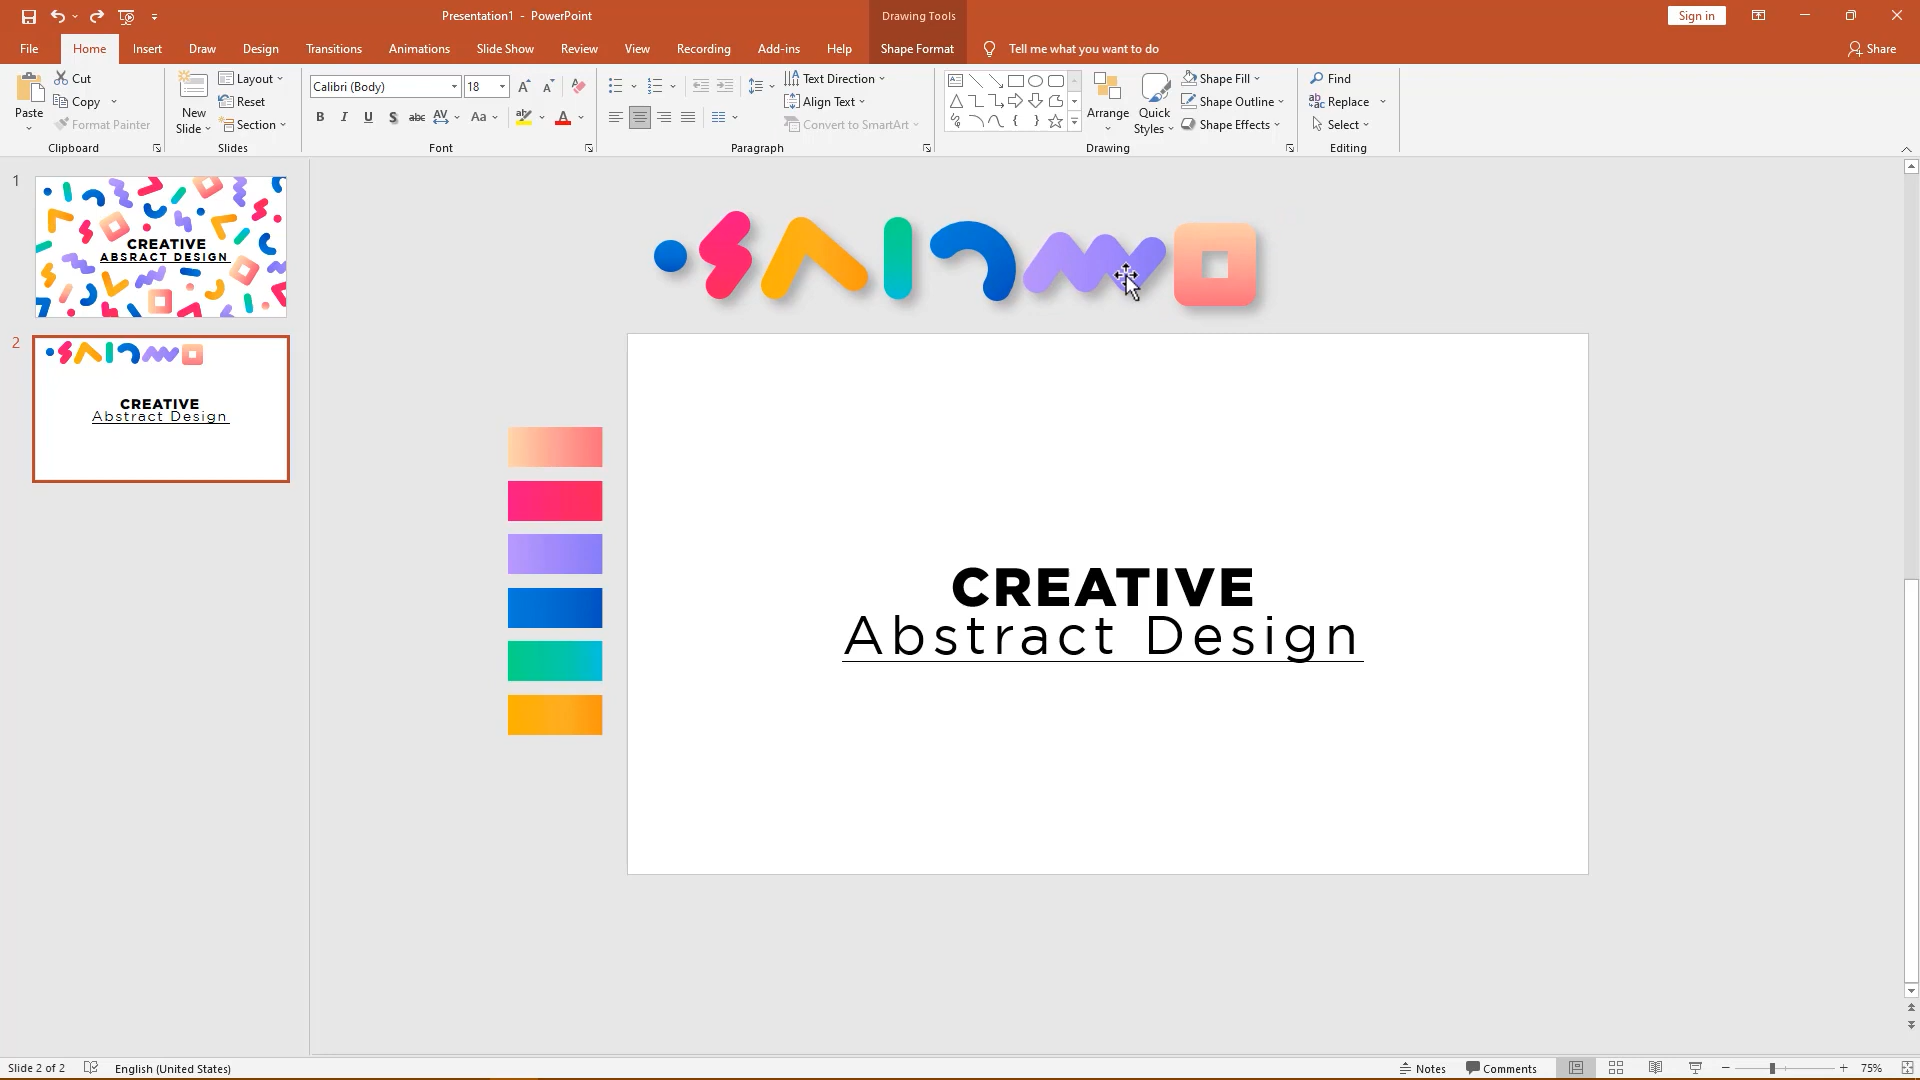 Presentation1 - PowerPoint
Drawing Tools
Sign in
File
Home
Insert
Draw
Design
Transitions
Animations
Slide Show
Review
View
Recording
Add-ins
Help
Shape Format
Tell me what you want to do
Share
Paste
Cut
Copy
Format Painter
Clipboard
New
Slide
Layout
Reset
Section
Slides
Calibri (Body)
18
B I U S abc AV Aa A
Font
Text Direction
Align Text
Convert to SmartArt
Paragraph
Arrange
Quick
Styles
Shape Fill
Shape Outline
Shape Effects
Drawing
Find
Replace
Select
Editing
1
CREATIVE
ABSRACT DESIGN
2
CREATIVE
Abstract Design
CREATIVE
Abstract Design
Slide 2 of 2
English (United States)
Notes
Comments
75%